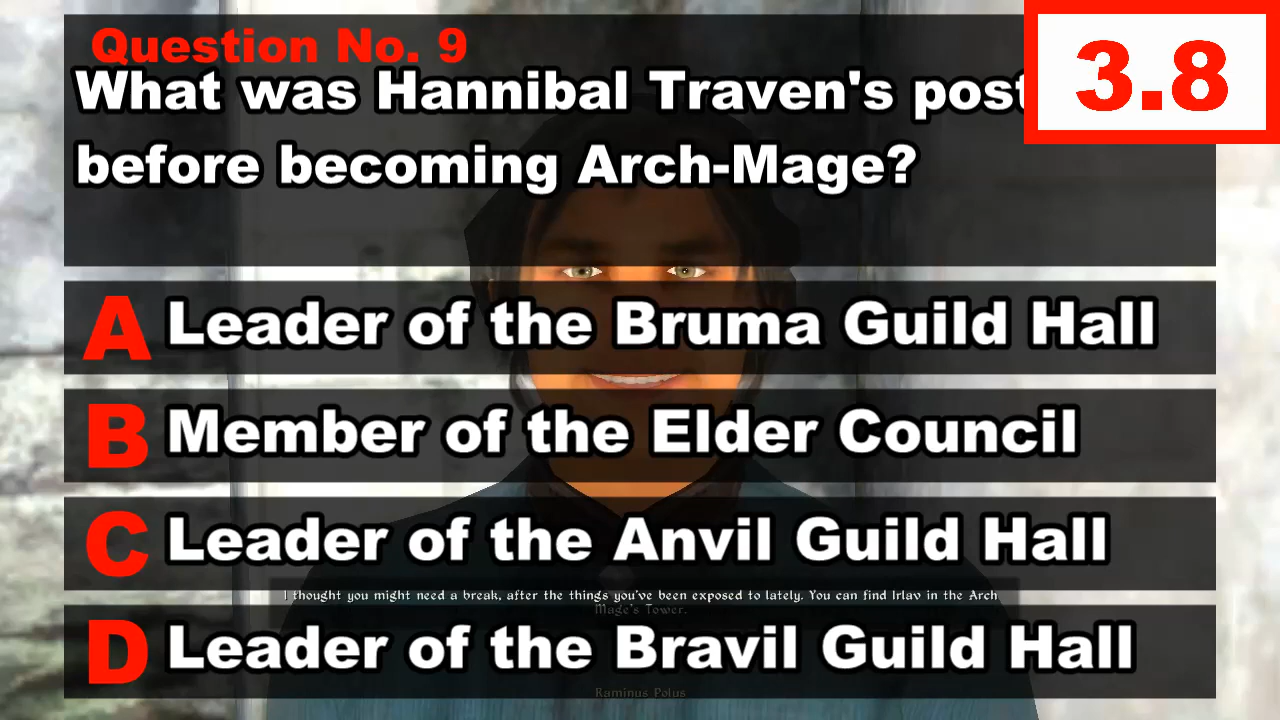 Question No. 9
3.8
What was Hannibal Traven's post
before becoming Arch-Mage?
A Leader of the Bruma Guild Hall
B Member of the Elder Council
C Leader of the Anvil Guild Hall
I thought you might need a break, after the things you've been exposed to lately. You can find Irlav in the Arch
Mage's Tower.
D Leader of the Bravil Guild Hall
Raminus Polus